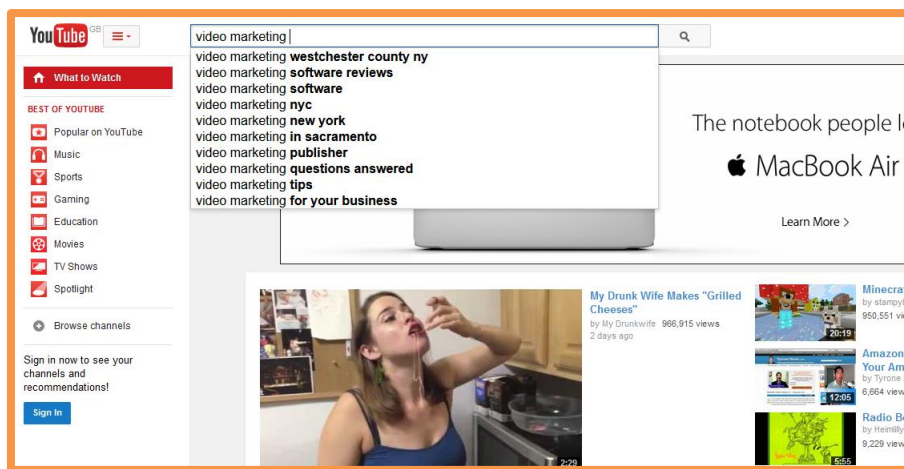 YouTube GB
video marketing
video marketing westchester county ny
video marketing software reviews
video marketing software
video marketing nyc
video marketing new york
video marketing in sacramento
video marketing publisher
video marketing questions answered
video marketing tips
video marketing for your business
What to Watch
BEST OF YOUTUBE
Popular on YouTube
Music
Sports
Gaming
Education
Movies
TV Shows
Spotlight
Browse channels
Sign in now to see your
channels and
recommendations!
Sign In
The notebook people
MacBook Air
Learn More >
My Drunk Wife Makes "Grilled
Cheeses"
by My Drunkwife 966,915 views
2 days ago
2:29
Minecra
by stampy
950,551 vi
20:19
Amazon
Your Am
by Tyrone
6,664 view
12:05
Radio B
by Heimlily
9,229 view
5:55